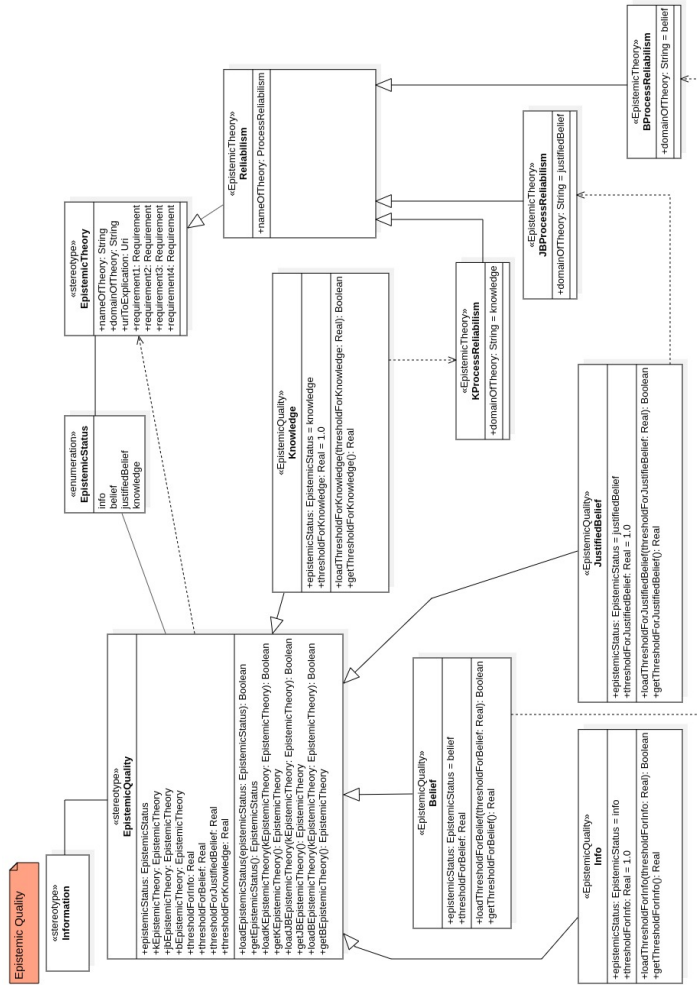 Epistemic Quality
«stereotype»
Information
«stereotype»
EpistemicQuality
+epistemicStatus: EpistemicStatus
+kEpistemicTheory: EpistemicTheory
+jbEpistemicTheory: EpistemicTheory
+bEpistemicTheory: EpistemicTheory
+thresholdForInfo: Real
+thresholdForBelief: Real
+thresholdForJustifiedBelief: Real
+thresholdForKnowledge: Real
+loadEpistemicStatus(epistemicStatus: EpistemicStatus): Boolean
+getEpistemicStatus(): EpistemicStatus
+loadKEpistemicTheory(kEpistemicTheory: EpistemicTheory): Boolean
+getKEpistemicTheory(): EpistemicTheory
+loadJBEpistemicTheory(kEpistemicTheory: EpistemicTheory): Boolean
+getJBEpistemicTheory(): EpistemicTheory
+loadBEpistemicTheory(kEpistemicTheory: EpistemicTheory): Boolean
+getBEpistemicTheory(): EpistemicTheory
«enumeration»
EpistemicStatus
info
belief
justifiedBelief
knowledge
«stereotype»
EpistemicTheory
+nameOfTheory: String
+domainOfTheory: String
+urlToExplication: Uri
+requirement1: Requirement
+requirement2: Requirement
+requirement3: Requirement
+requirement4: Requirement
«EpistemicQuality»
Knowledge
+epistemicStatus: EpistemicStatus = knowledge
+thresholdForKnowledge: Real = 1.0
+loadThresholdForKnowledge(thresholdForKnowledge: Real): Boolean
+getThresholdForKnowledge(): Real
«EpistemicTheory»
Reliabilism
+nameOfTheory: ProcessReliabilism
«EpistemicQuality»
Belief
+epistemicStatus: EpistemicStatus = belief
+thresholdForBelief: Real
+loadThresholdForBelief(thresholdForBelief: Real): Boolean
+getThresholdForBelief(): Real
«EpistemicTheory»
KProcessReliabilism
+domainOfTheory: String = knowledge
«EpistemicTheory»
JBProcessReliabilism
+domainOfTheory: String = justifiedBelief
«EpistemicTheory»
BProcessReliabilism
+domainOfTheory: String = belief
«EpistemicQuality»
Info
+epistemicStatus: EpistemicStatus = info
+thresholdForInfo: Real = 1.0
+loadThresholdForInfo(thresholdForInfo: Real): Boolean
+getThresholdForInfo(): Real
«EpistemicQuality»
JustifiedBelief
+epistemicStatus: EpistemicStatus = justifiedBelief
+thresholdForJustifiedBelief: Real = 1.0
+loadThresholdForJustifiedBelief(thresholdForJustifieBelief: Real): Boolean
+getThresholdForJustifiedBelief(): Real